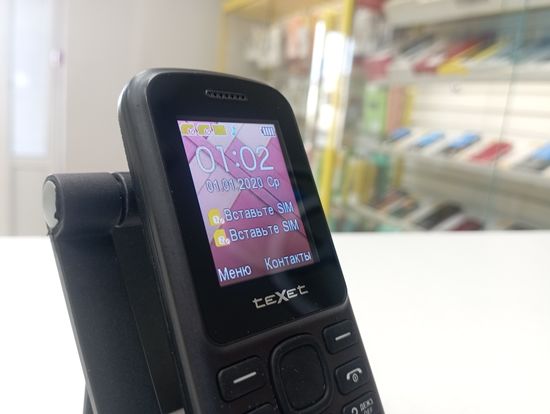 01:02
01.01.2020 Ср
Вставьте SIM
Вставьте SIM
Меню Контакты
teXet